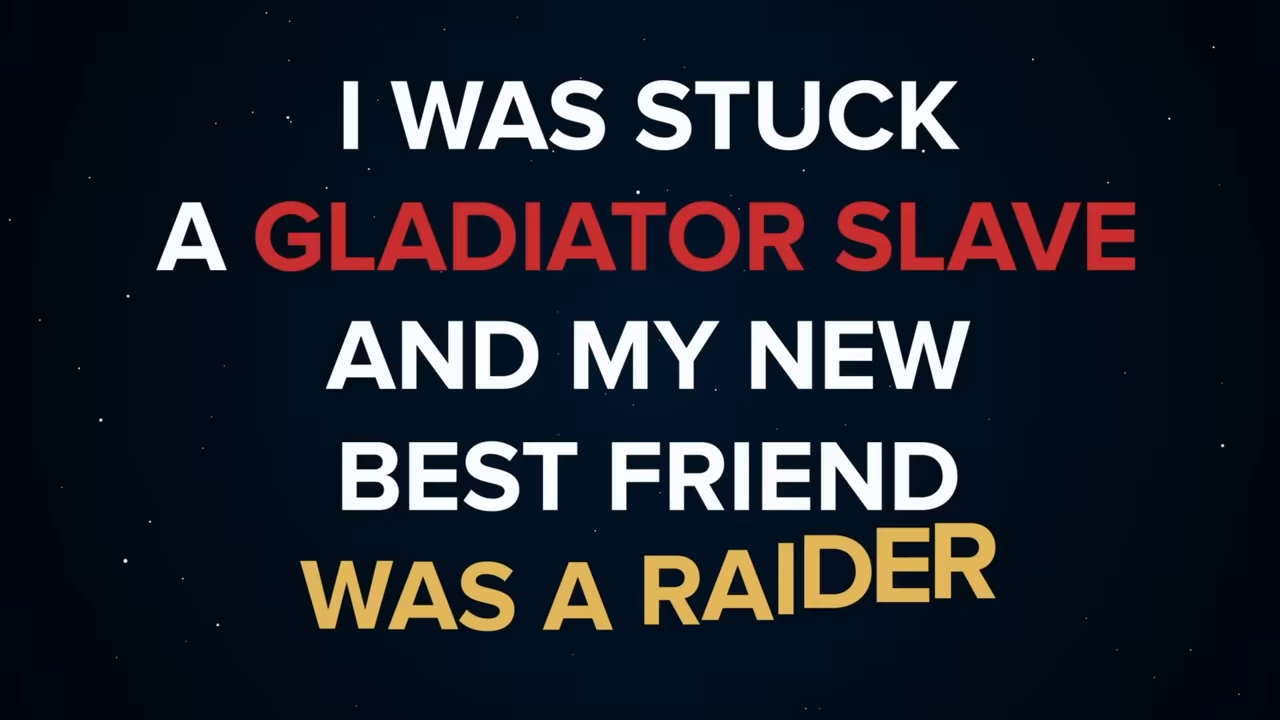 I WAS STUCK
A GLADIATOR SLAVE
AND MY NEW
BEST FRIEND
WAS A RAIDER